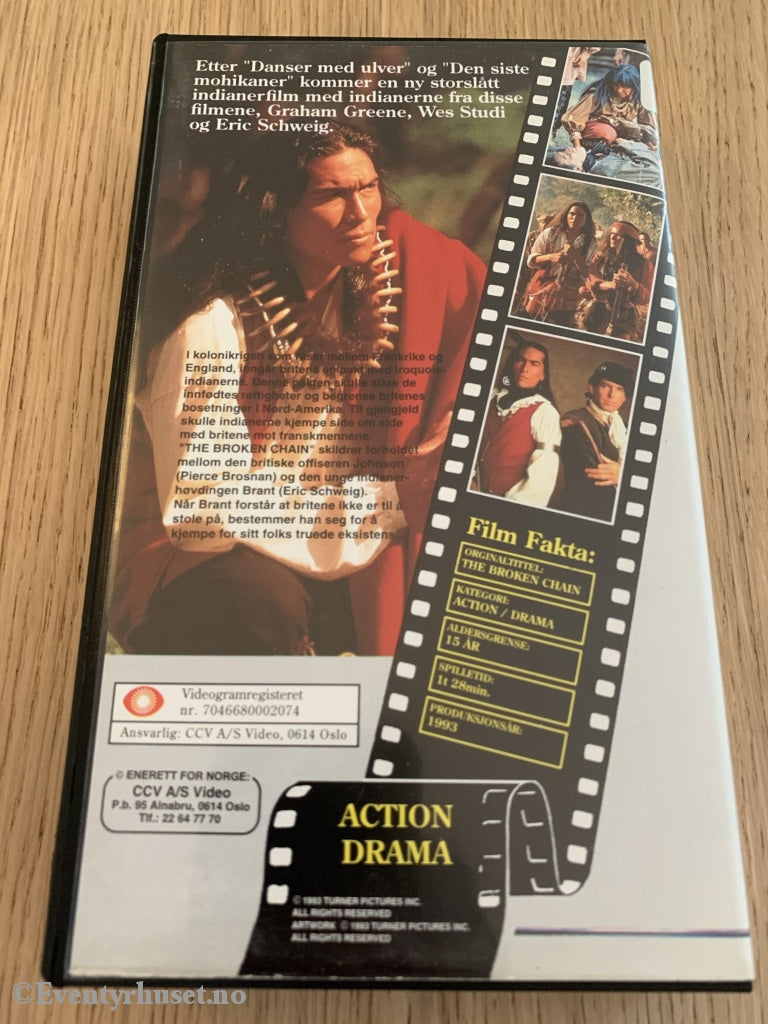 Etter "Danser med ulver" og "Den siste
mohikaner" kommer en ny storslått
indianerfilm med indianerne fra disse
filmene, Graham Greene, Wes Studi
og Eric Schweig.
I kolonikrigen som raser mellom Frankrike og
England, inngår britene en pakt med Iroquois-
indianerne. Denne pakten skulle sikre de
innfødtes rettigheter og begrense britenes
bosetninger i Nord-Amerika. Til gjengjeld
skulle indianerne kjempe side om side
med britene mot franskmennene.
"THE BROKEN CHAIN" skildrer forholdet
mellom den britiske offiseren Johnson
(Pierce Brosnan) og den unge indianer-
høvdingen Brant (Eric Schweig).
Når Brant forstår at britene ikke er til å
stole på, bestemmer han seg for å
kjempe for sitt folks truede eksistens...
Film Fakta:
ORGINALTITTEL:
THE BROKEN CHAIN
KATEGORI:
ACTION / DRAMA
ALDERSGRENSE:
15 ÅR
SPILLETID:
1t 28min.
PRODUKSJONSÅR:
1993
Videogramregisteret
nr. 7046680002074
Ansvarlig: CCV A/S Video, 0614 Oslo
© ENERETT FOR NORGE:
CCV A/S Video
P.b. 95 Alnabru, 0614 Oslo
Tlf.: 22 64 77 70
ACTION
DRAMA
© 1993 TURNER PICTURES INC.
ALL RIGHTS RESERVED
ARTWORK © 1993 TURNER PICTURES INC.
ALL RIGHTS RESERVED
©Eventyrhuset.no